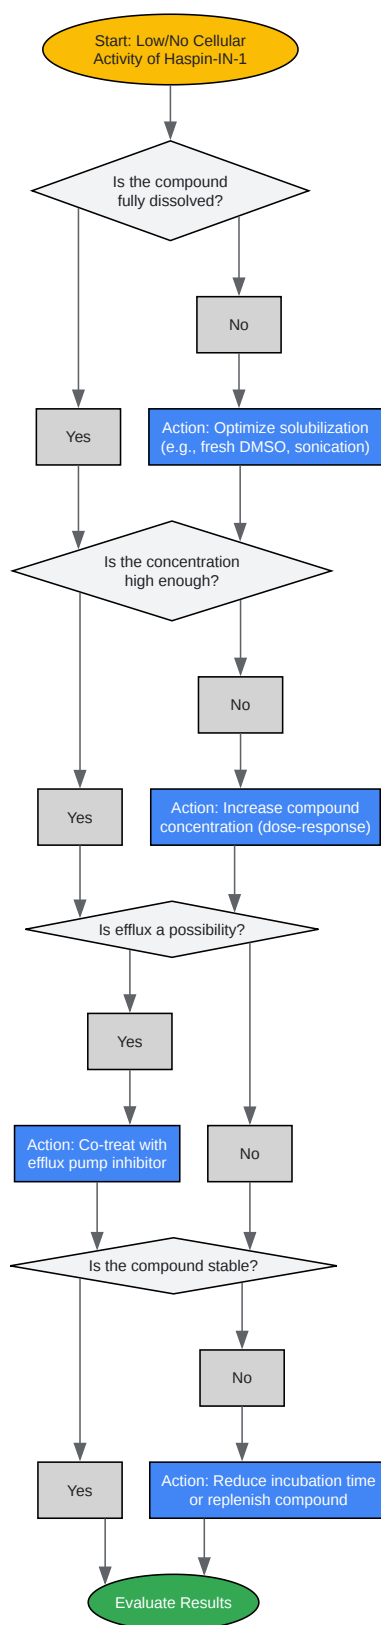 Start: Low/No Cellular
Activity of Haspin-IN-1
Is the compound
fully dissolved?
No
Yes
Action: Optimize solubilization
(e.g., fresh DMSO, sonication)
Is the concentration
high enough?
No
Yes
Action: Increase compound
concentration (dose-response)
Is efflux a possibility?
Yes
Action: Co-treat with
efflux pump inhibitor
No
Is the compound stable?
No
Yes
Action: Reduce incubation time
or replenish compound
Evaluate Results